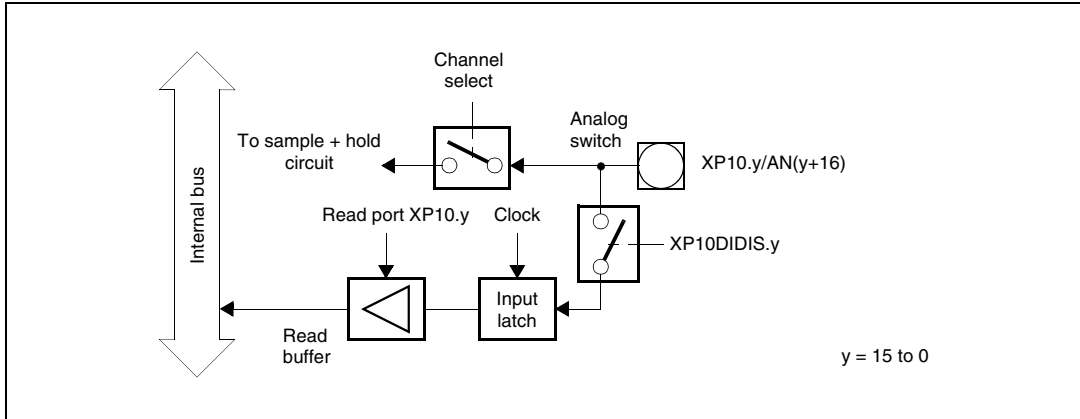 Channel
select
Analog
switch
To sample + hold
circuit
XP10.y/AN(y+16)
Internal bus
Read port XP10.y
Clock
XP10DIDIS.y
Input
latch
Read
buffer
y = 15 to 0